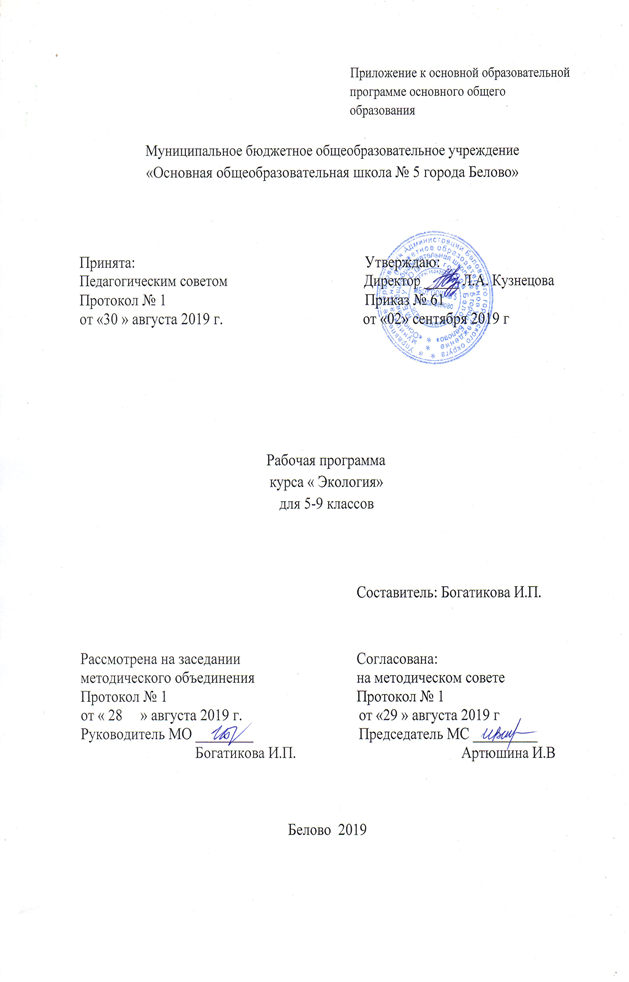 Приложение к основной образовательной
программе основного общего
образования
Муниципальное бюджетное общеобразовательное учреждение
«Основная общеобразовательная школа № 5 города Белово»
Принята:
Педагогическим советом
Протокол № 1
от «30 » августа 2019 г.
Утверждаю:
Директор Л.А. Кузнецова
Приказ № 61
от «02» сентября 2019 г
Рабочая программа
курса « Экология»
для 5-9 классов
Составитель: Богатикова И.П.
Рассмотрена на заседании
методического объединения
Протокол № 1
от « 28 » августа 2019 г.
Руководитель МО
Богатикова И.П.
Согласована:
на методическом совете
Протокол № 1
от «29 » августа 2019 г
Председатель МС
Артюшина И.В
Белово 2019